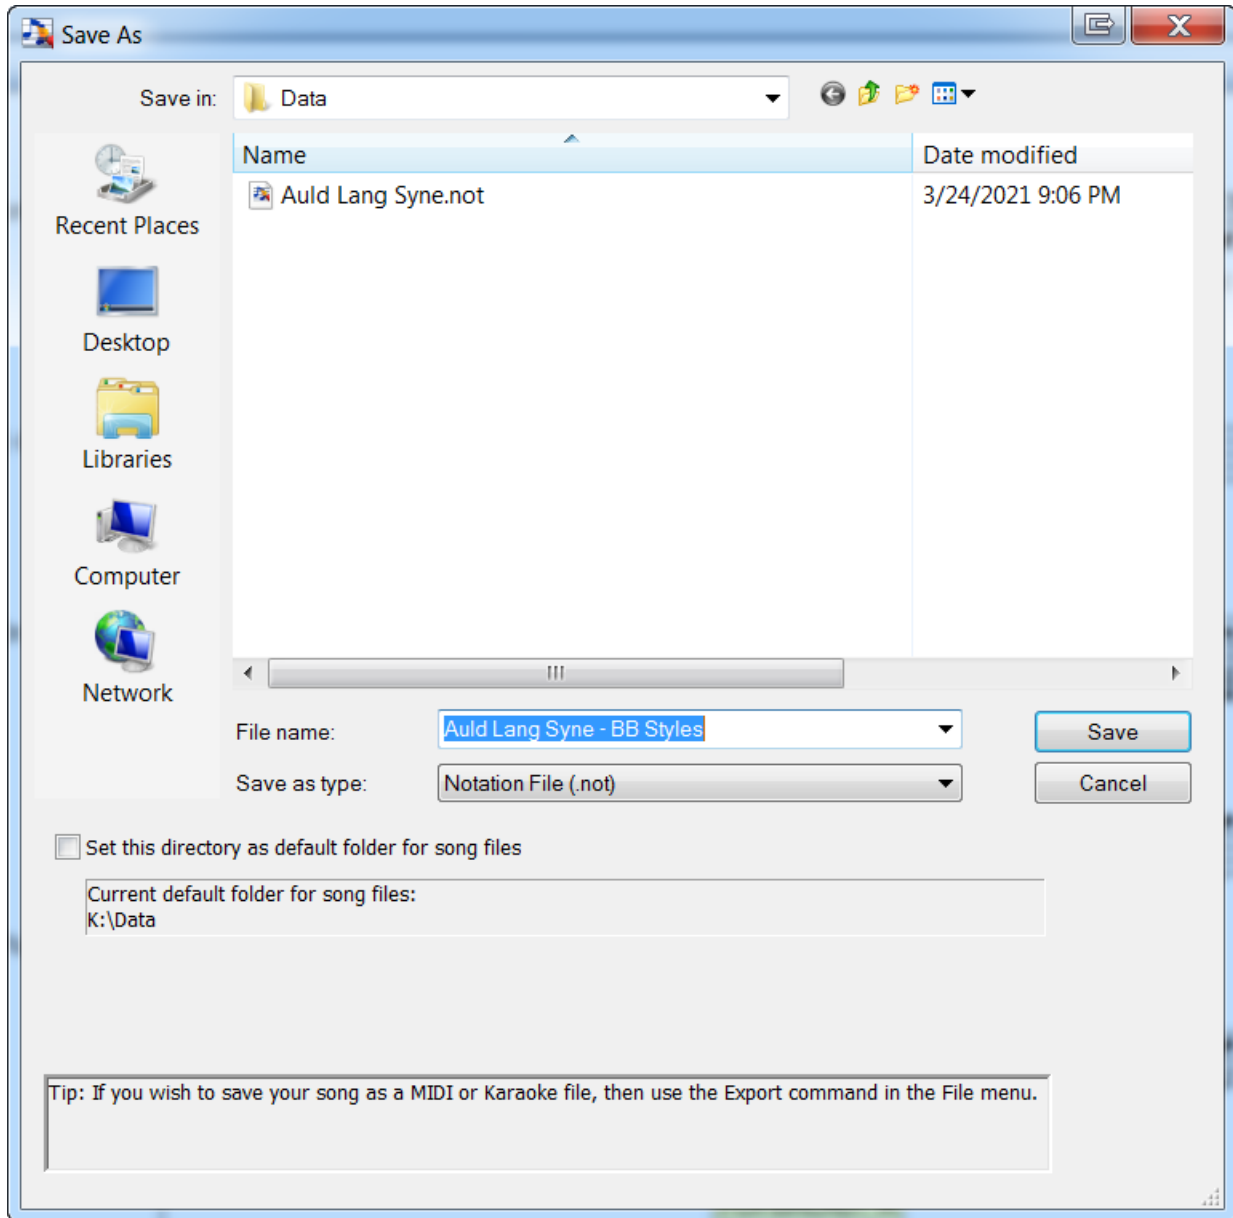 Save As
Save in: Data
Name Date modified
Auld Lang Syne.not 3/24/2021 9:06 PM
Recent Places
Desktop
Libraries
Computer
Network
File name: Auld Lang Syne - BB Styles Save
Save as type: Notation File (.not) Cancel
Set this directory as default folder for song files
Current default folder for song files:
K:\Data
Tip: If you wish to save your song as a MIDI or Karaoke file, then use the Export command in the File menu.